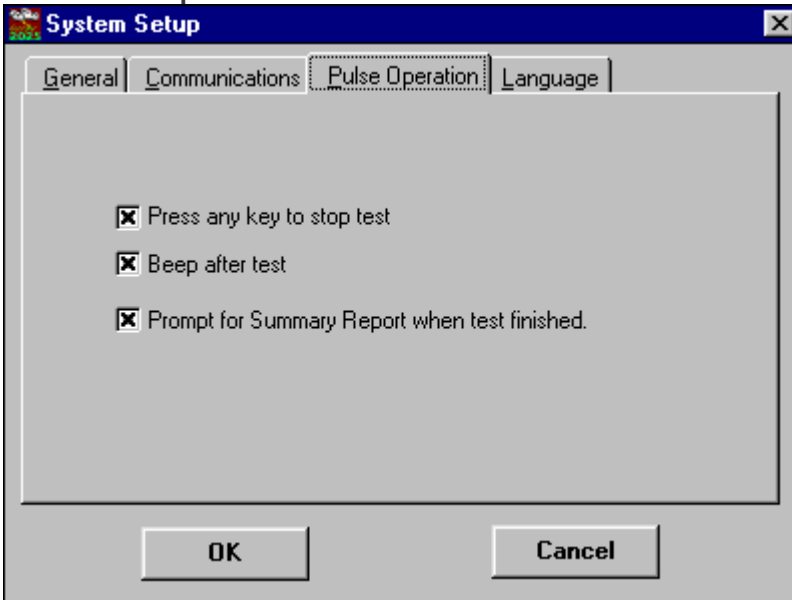 System Setup
General Communications Pulse Operation Language
Press any key to stop test
Beep after test
Prompt for Summary Report when test finished.
OK Cancel